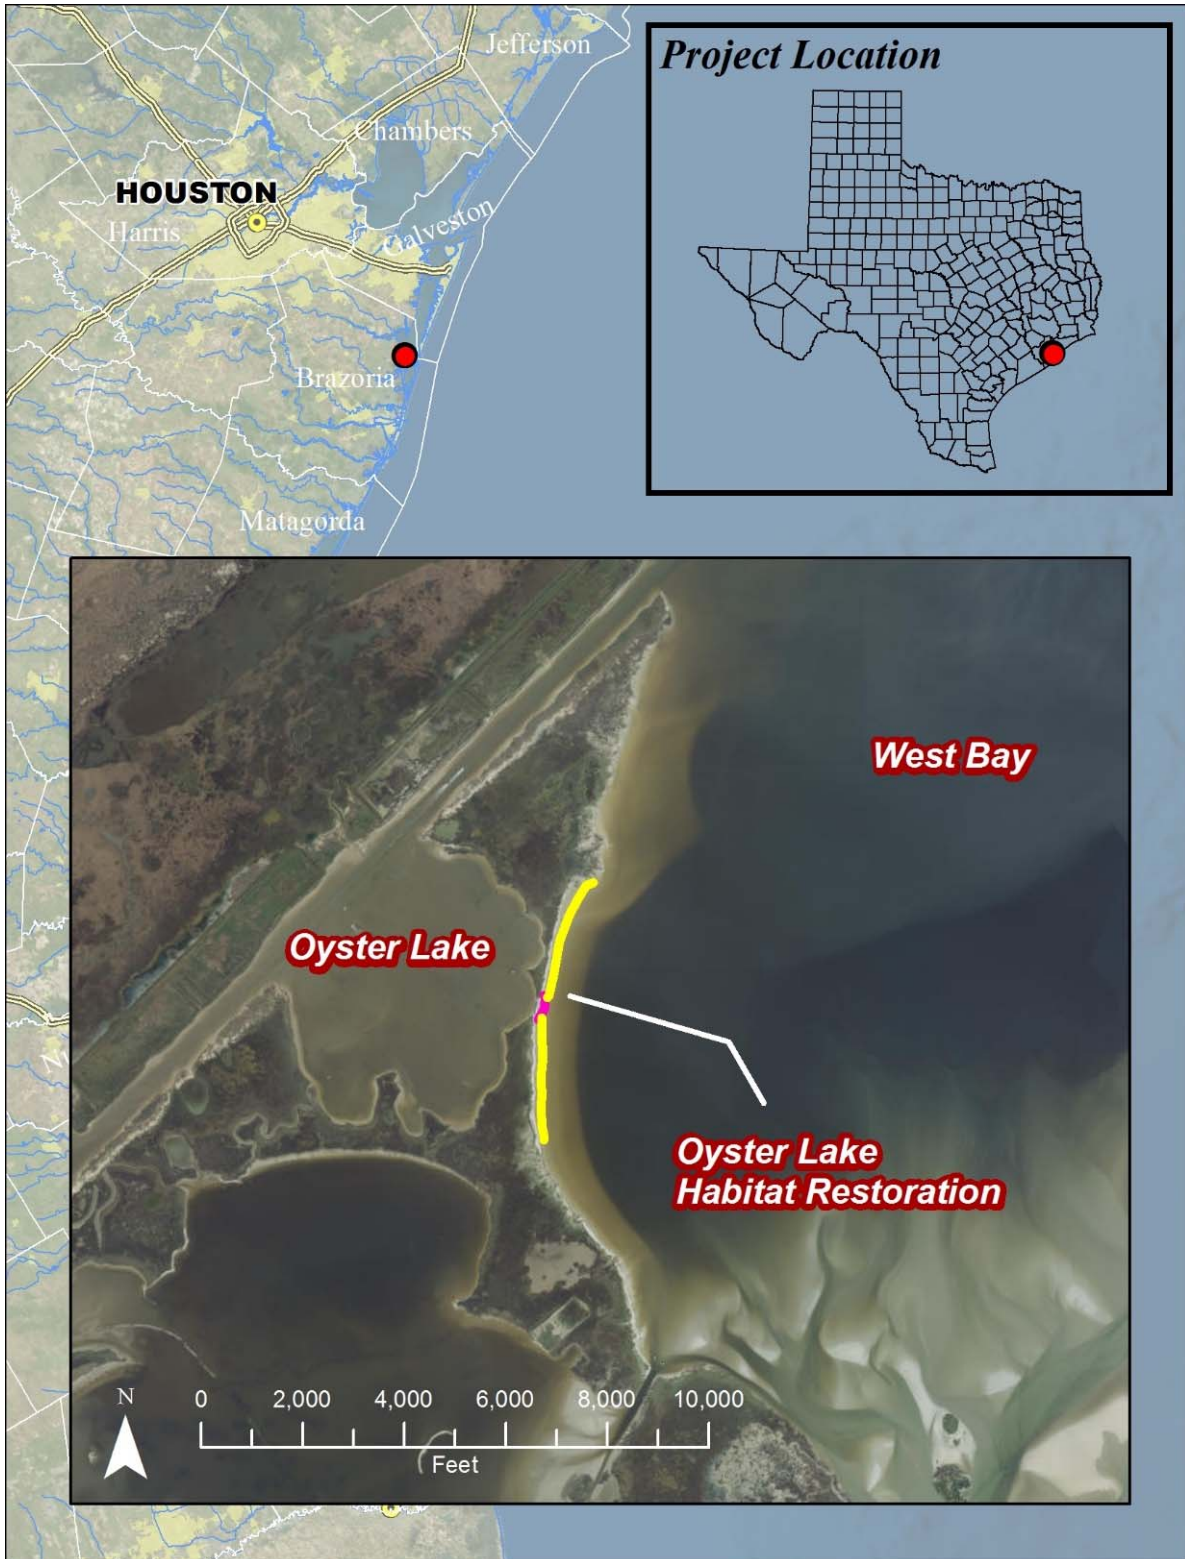 Jefferson
Project Location
Chambers
HOUSTON
Harris
Galveston
Brazoria
Matagorda
West Bay
Oyster Lake
Oyster Lake
Habitat Restoration
N
0 2,000 4,000 6,000 8,000 10,000
Feet